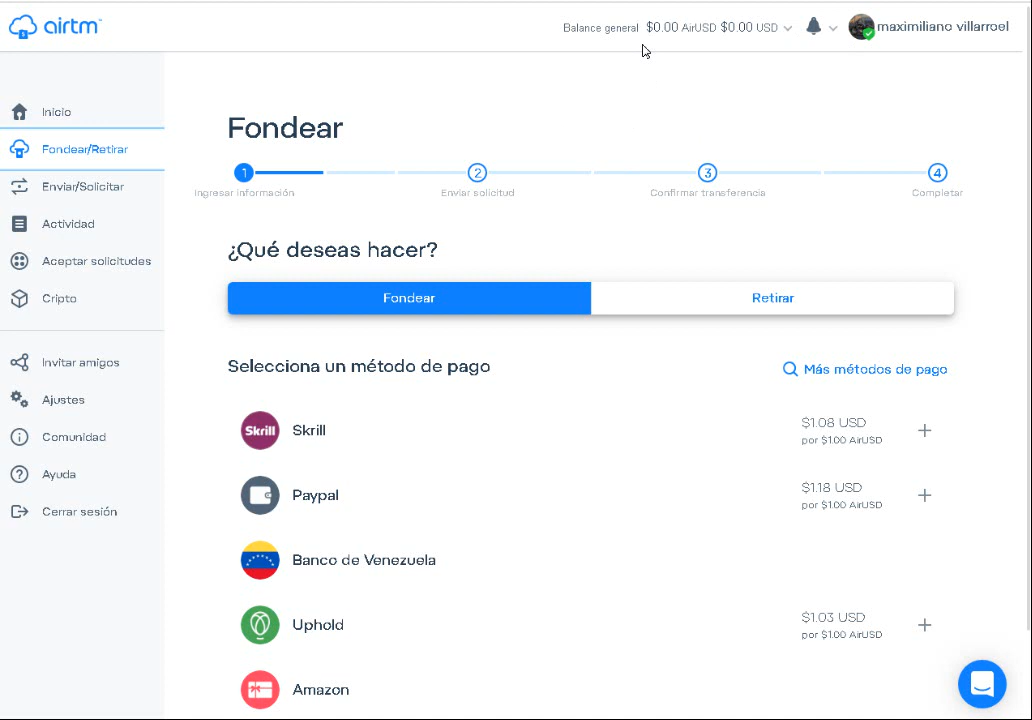 airtm
Balance general $0.00 AirUSD $0.00 USD
maximiliano villarroel
Inicio
Fondear/Retirar
Enviar/Solicitar
Actividad
Aceptar solicitudes
Cripto
Invitar amigos
Ajustes
Comunidad
Ayuda
Cerrar sesión
Fondear
1 2 3 4
Ingresar información Enviar solicitud Confirmar transferencia Completar
¿Qué deseas hacer?
Fondear Retirar
Selecciona un método de pago
Más métodos de pago
Skrill Skrill
$1.08 USD
por $1.00 AirUSD
Paypal
$1.18 USD
por $1.00 AirUSD
Banco de Venezuela
Uphold
$1.03 USD
por $1.00 AirUSD
Amazon